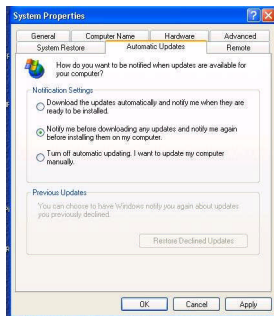 System Properties
General Computer Name Hardware Advanced
System Restore Automatic Updates Remote
How do you want to be notified when updates are available for
your computer?
Notification Settings
Download the updates automatically and notify me when they are
ready to be installed.
Notify me before downloading any updates and notify me again
before installing them on my computer.
Turn off automatic updating. I want to update my computer
manually.
Previous Updates
You can choose to have Windows notify you again about updates
you previously declined.
Restore Declined Updates
OK Cancel Apply